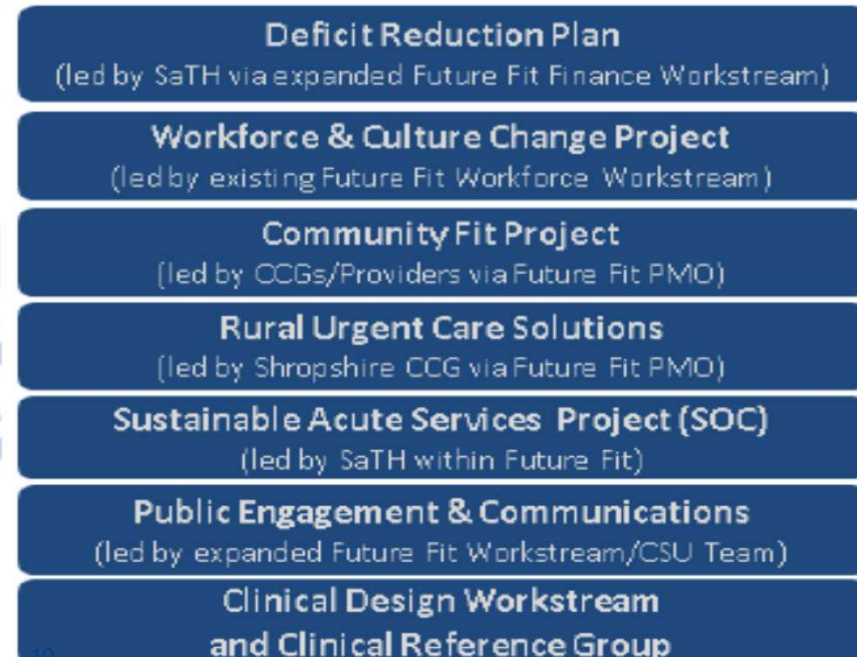 Deficit Reduction Plan
(led by SaTH via expanded Future Fit Finance Workstream)
Workforce & Culture Change Project
(led by existing Future Fit Workforce Workstream)
Community Fit Project
(led by CCGs/Providers via Future Fit PMO)
Rural Urgent Care Solutions
(led by Shropshire CCG via Future Fit PMO)
Sustainable Acute Services Project (SOC)
(led by SaTH within Future Fit)
Public Engagement & Communications
(led by expanded Future Fit Workstream/CSU Team)
Clinical Design Workstream
and Clinical Reference Group
19